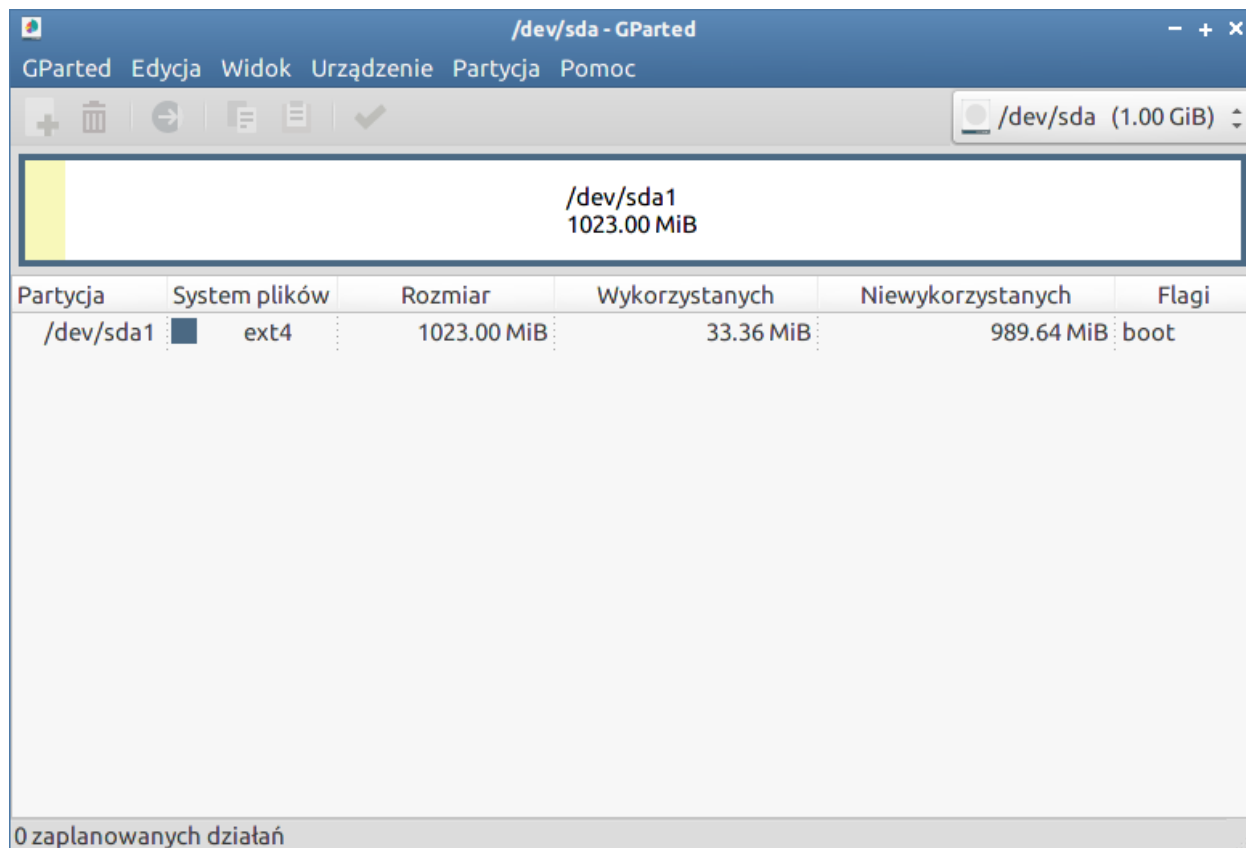 /dev/sda - GParted
GParted Edycja Widok Urządzenie Partycja Pomoc
/dev/sda (1.00 GiB)
/dev/sda1
1023.00 MiB
Partycja System plików Rozmiar Wykorzystanych Niewykorzystanych Flagi
/dev/sda1 ext4 1023.00 MiB 33.36 MiB 989.64 MiB boot
0 zaplanowanych działań